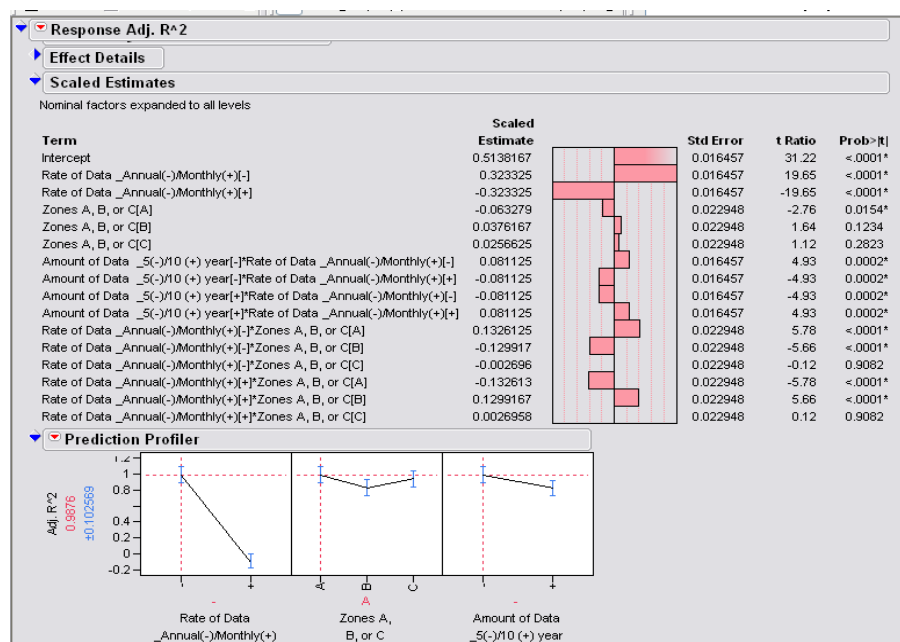 Response Adj. R^2
Effect Details
Scaled Estimates
Nominal factors expanded to all levels
Scaled
Term Estimate Std Error t Ratio Prob>|t|
Intercept 0.5138167 0.016457 31.22 <.0001*
Rate of Data _Annual(-)/Monthly(+)[-] 0.323325 0.016457 19.65 <.0001*
Rate of Data _Annual(-)/Monthly(+)[+] -0.323325 0.016457 -19.65 <.0001*
Zones A, B, or C[A] -0.063279 0.022948 -2.76 0.0154*
Zones A, B, or C[B] 0.0376167 0.022948 1.64 0.1234
Zones A, B, or C[C] 0.0256625 0.022948 1.12 0.2823
Amount of Data _5(-)/10 (+) year[-]*Rate of Data _Annual(-)/Monthly(+)[-] 0.081125 0.016457 4.93 0.0002*
Amount of Data _5(-)/10 (+) year[-]*Rate of Data _Annual(-)/Monthly(+)[+] -0.081125 0.016457 -4.93 0.0002*
Amount of Data _5(-)/10 (+) year[+]*Rate of Data _Annual(-)/Monthly(+)[-] -0.081125 0.016457 -4.93 0.0002*
Amount of Data _5(-)/10 (+) year[+]*Rate of Data _Annual(-)/Monthly(+)[+] 0.081125 0.016457 4.93 0.0002*
Rate of Data _Annual(-)/Monthly(+)[-]*Zones A, B, or C[A] 0.1326125 0.022948 5.78 <.0001*
Rate of Data _Annual(-)/Monthly(+)[-]*Zones A, B, or C[B] -0.129917 0.022948 -5.66 <.0001*
Rate of Data _Annual(-)/Monthly(+)[-]*Zones A, B, or C[C] -0.002696 0.022948 -0.12 0.9082
Rate of Data _Annual(-)/Monthly(+)[+]*Zones A, B, or C[A] -0.132613 0.022948 -5.78 <.0001*
Rate of Data _Annual(-)/Monthly(+)[+]*Zones A, B, or C[B] 0.1299167 0.022948 5.66 <.0001*
Rate of Data _Annual(-)/Monthly(+)[+]*Zones A, B, or C[C] 0.0026958 0.022948 0.12 0.9082
Prediction Profiler
Adj. R^2
0.9876
±0.102569
1.2
1
0.8
0.4
0.2
0
-0.2
- + A B C - +
- A -
Rate of Data Zones A, Amount of Data
_Annual(-)/Monthly(+) B, or C _5(-)/10 (+) year